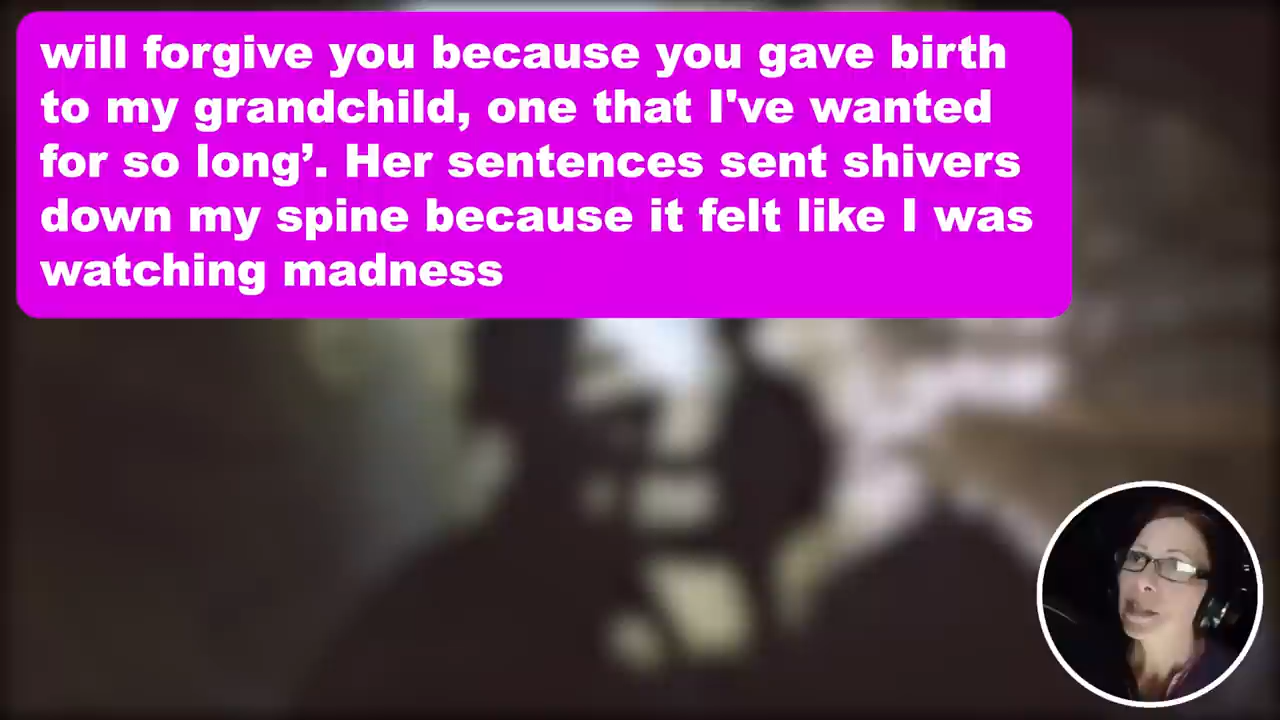 will forgive you because you gave birth
to my grandchild, one that I've wanted
for so long’. Her sentences sent shivers
down my spine because it felt like I was
watching madness